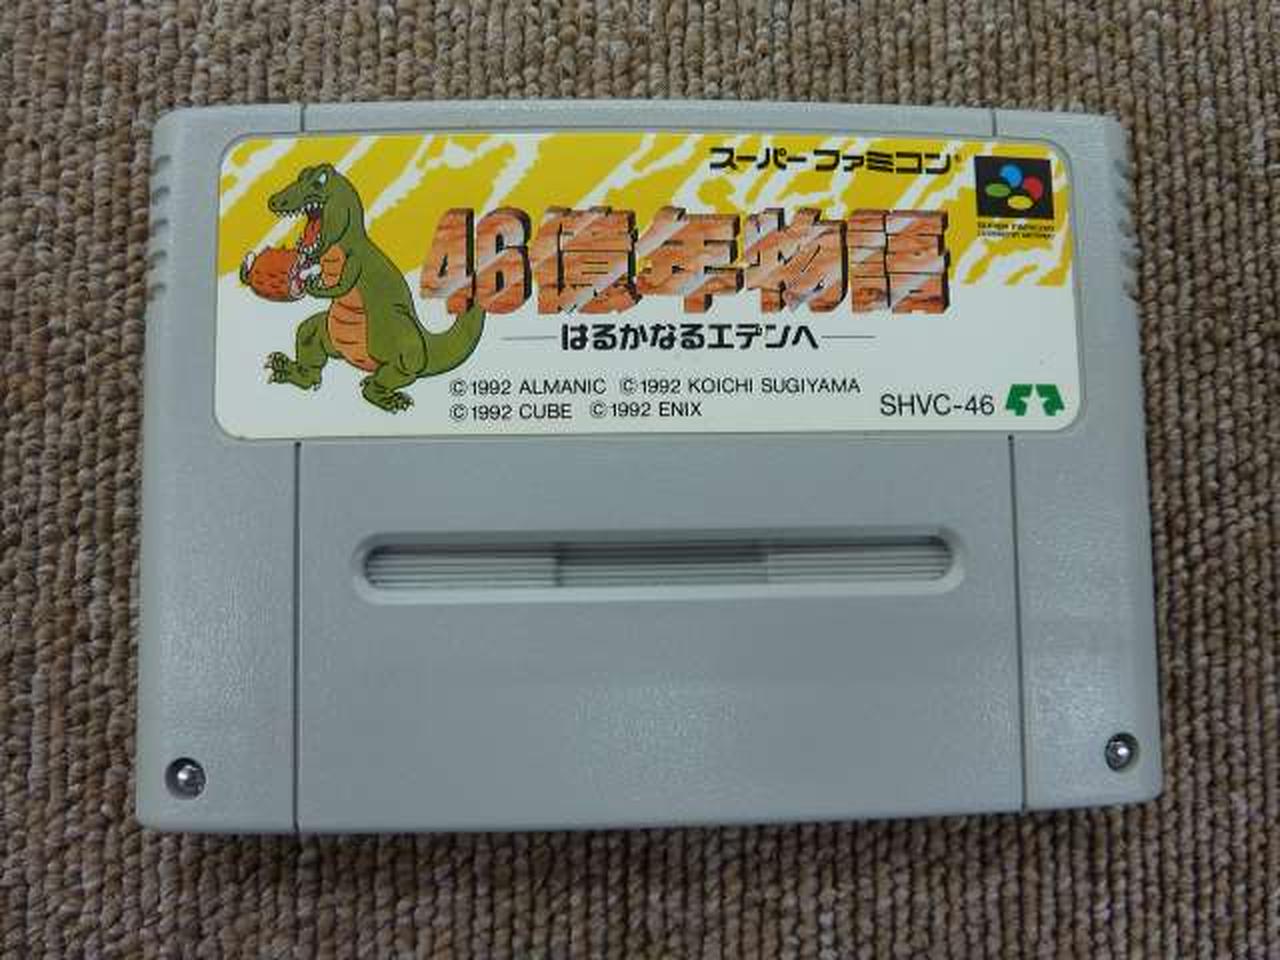 スーパーファミコン
46億年物語
はるかなるエデンへ
©1992 ALMANIC ©1992 KOICHI SUGIYAMA
©1992 CUBE ©1992 ENIX
SHVC-46